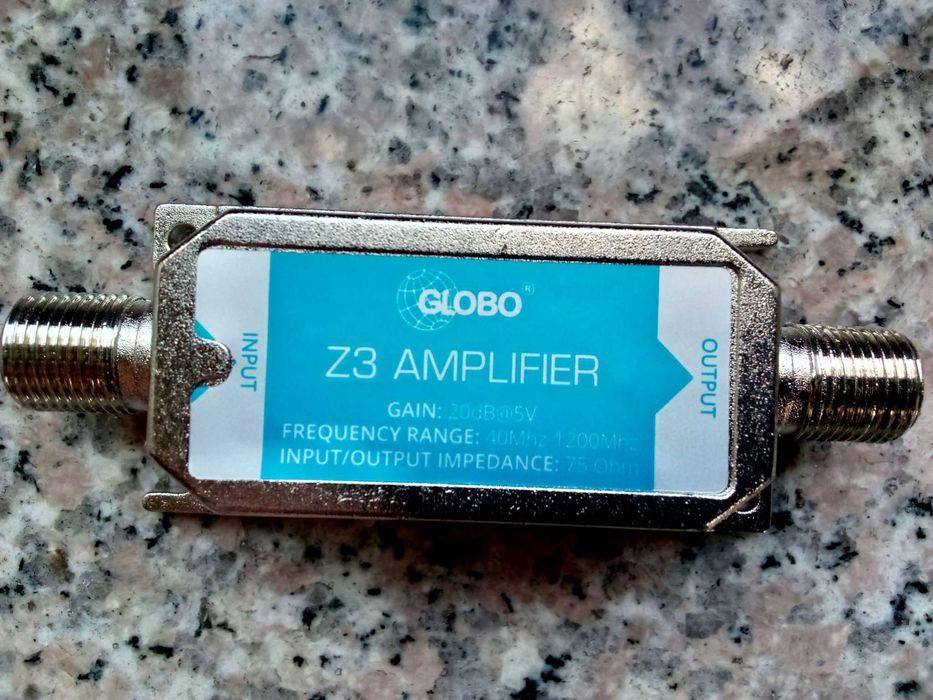 GLOBO ®
Z3 AMPLIFIER
GAIN: 20dB@5V
FREQUENCY RANGE: 40Mhz-1200Mhz
INPUT/OUTPUT IMPEDANCE: 75 Ohm
INPUT
OUTPUT